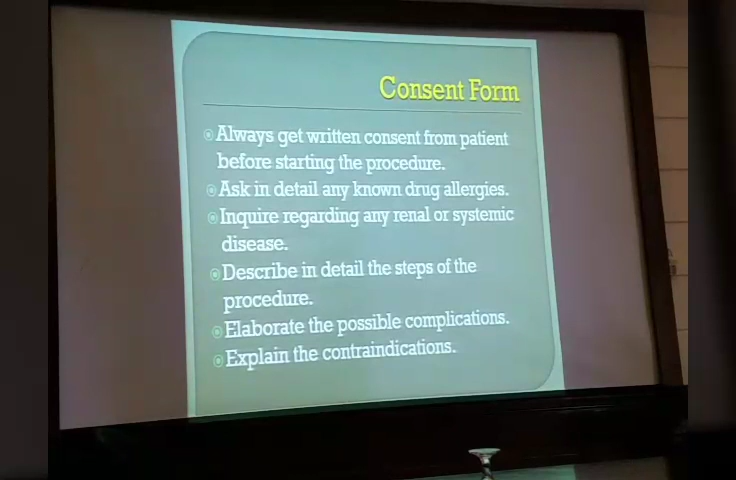 Consent Form
Always get written consent from patient
before starting the procedure.
Ask in detail any known drug allergies.
Inquire regarding any renal or systemic
disease.
Describe in detail the steps of the
procedure.
Elaborate the possible complications.
Explain the contraindications.